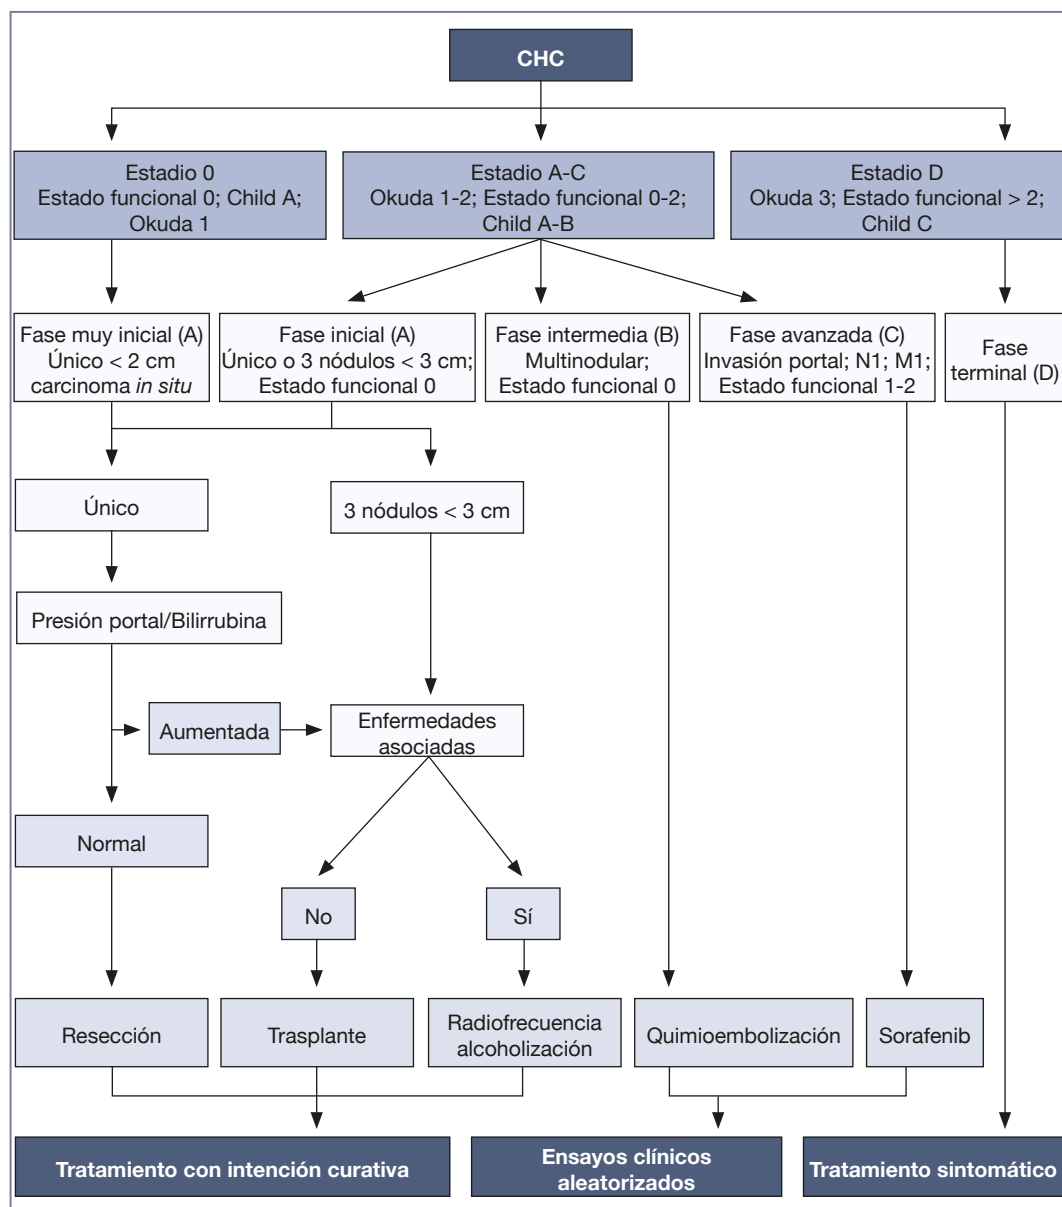 CHC
Estadio 0
Estado funcional 0; Child A;
Okuda 1
Estadio A-C
Okuda 1-2; Estado funcional 0-2;
Child A-B
Estadio D
Okuda 3; Estado funcional > 2;
Child C
Fase muy inicial (A)
Único < 2 cm
carcinoma in situ
Fase inicial (A)
Único o 3 nódulos < 3 cm;
Estado funcional 0
Fase intermedia (B)
Multinodular;
Estado funcional 0
Fase avanzada (C)
Invasión portal; N1; M1;
Estado funcional 1-2
Fase
terminal (D)
Único
3 nódulos < 3 cm
Presión portal/Bilirrubina
Aumentada
Enfermedades
asociadas
Normal
No
Sí
Resección
Trasplante
Radiofrecuencia
alcoholización
Quimioembolización
Sorafenib
Tratamiento con intención curativa
Ensayos clínicos
aleatorizados
Tratamiento sintomático